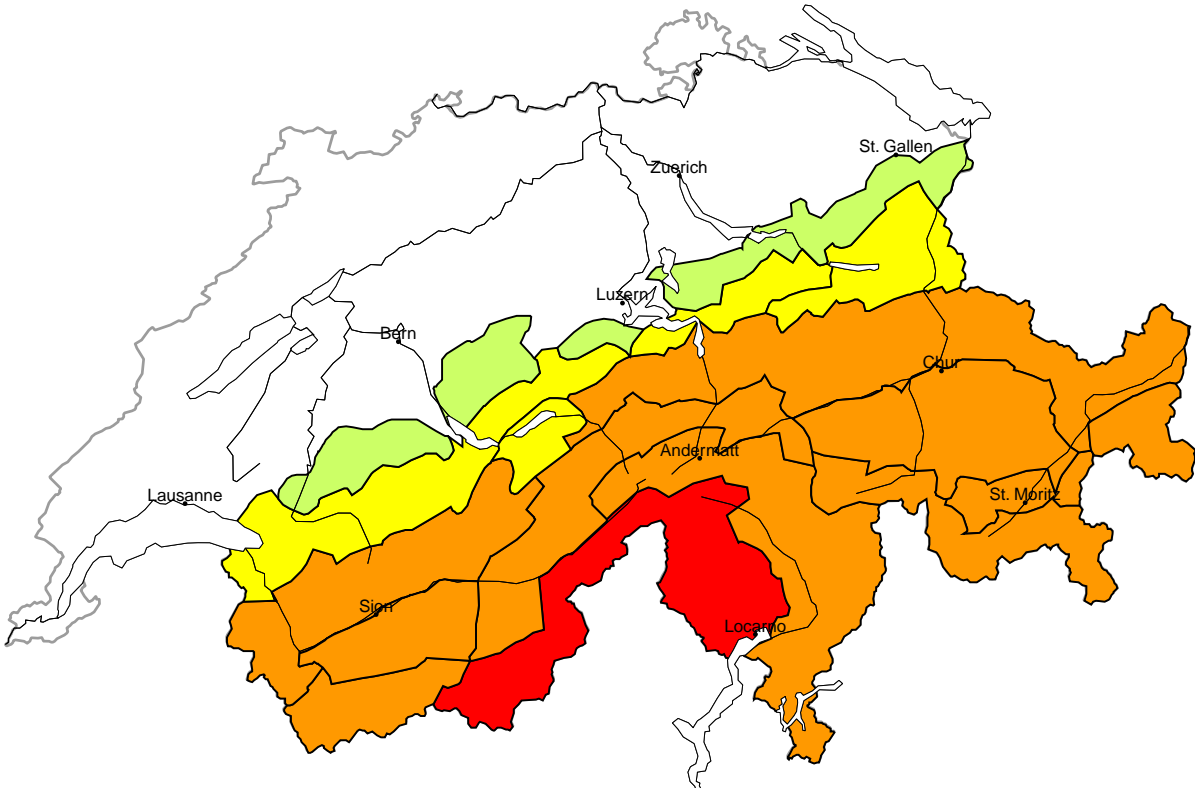 St. Gallen
Zuerich
Luzern
Bern
Chur
Andermatt
Lausanne
St. Moritz
Sion
Locarno